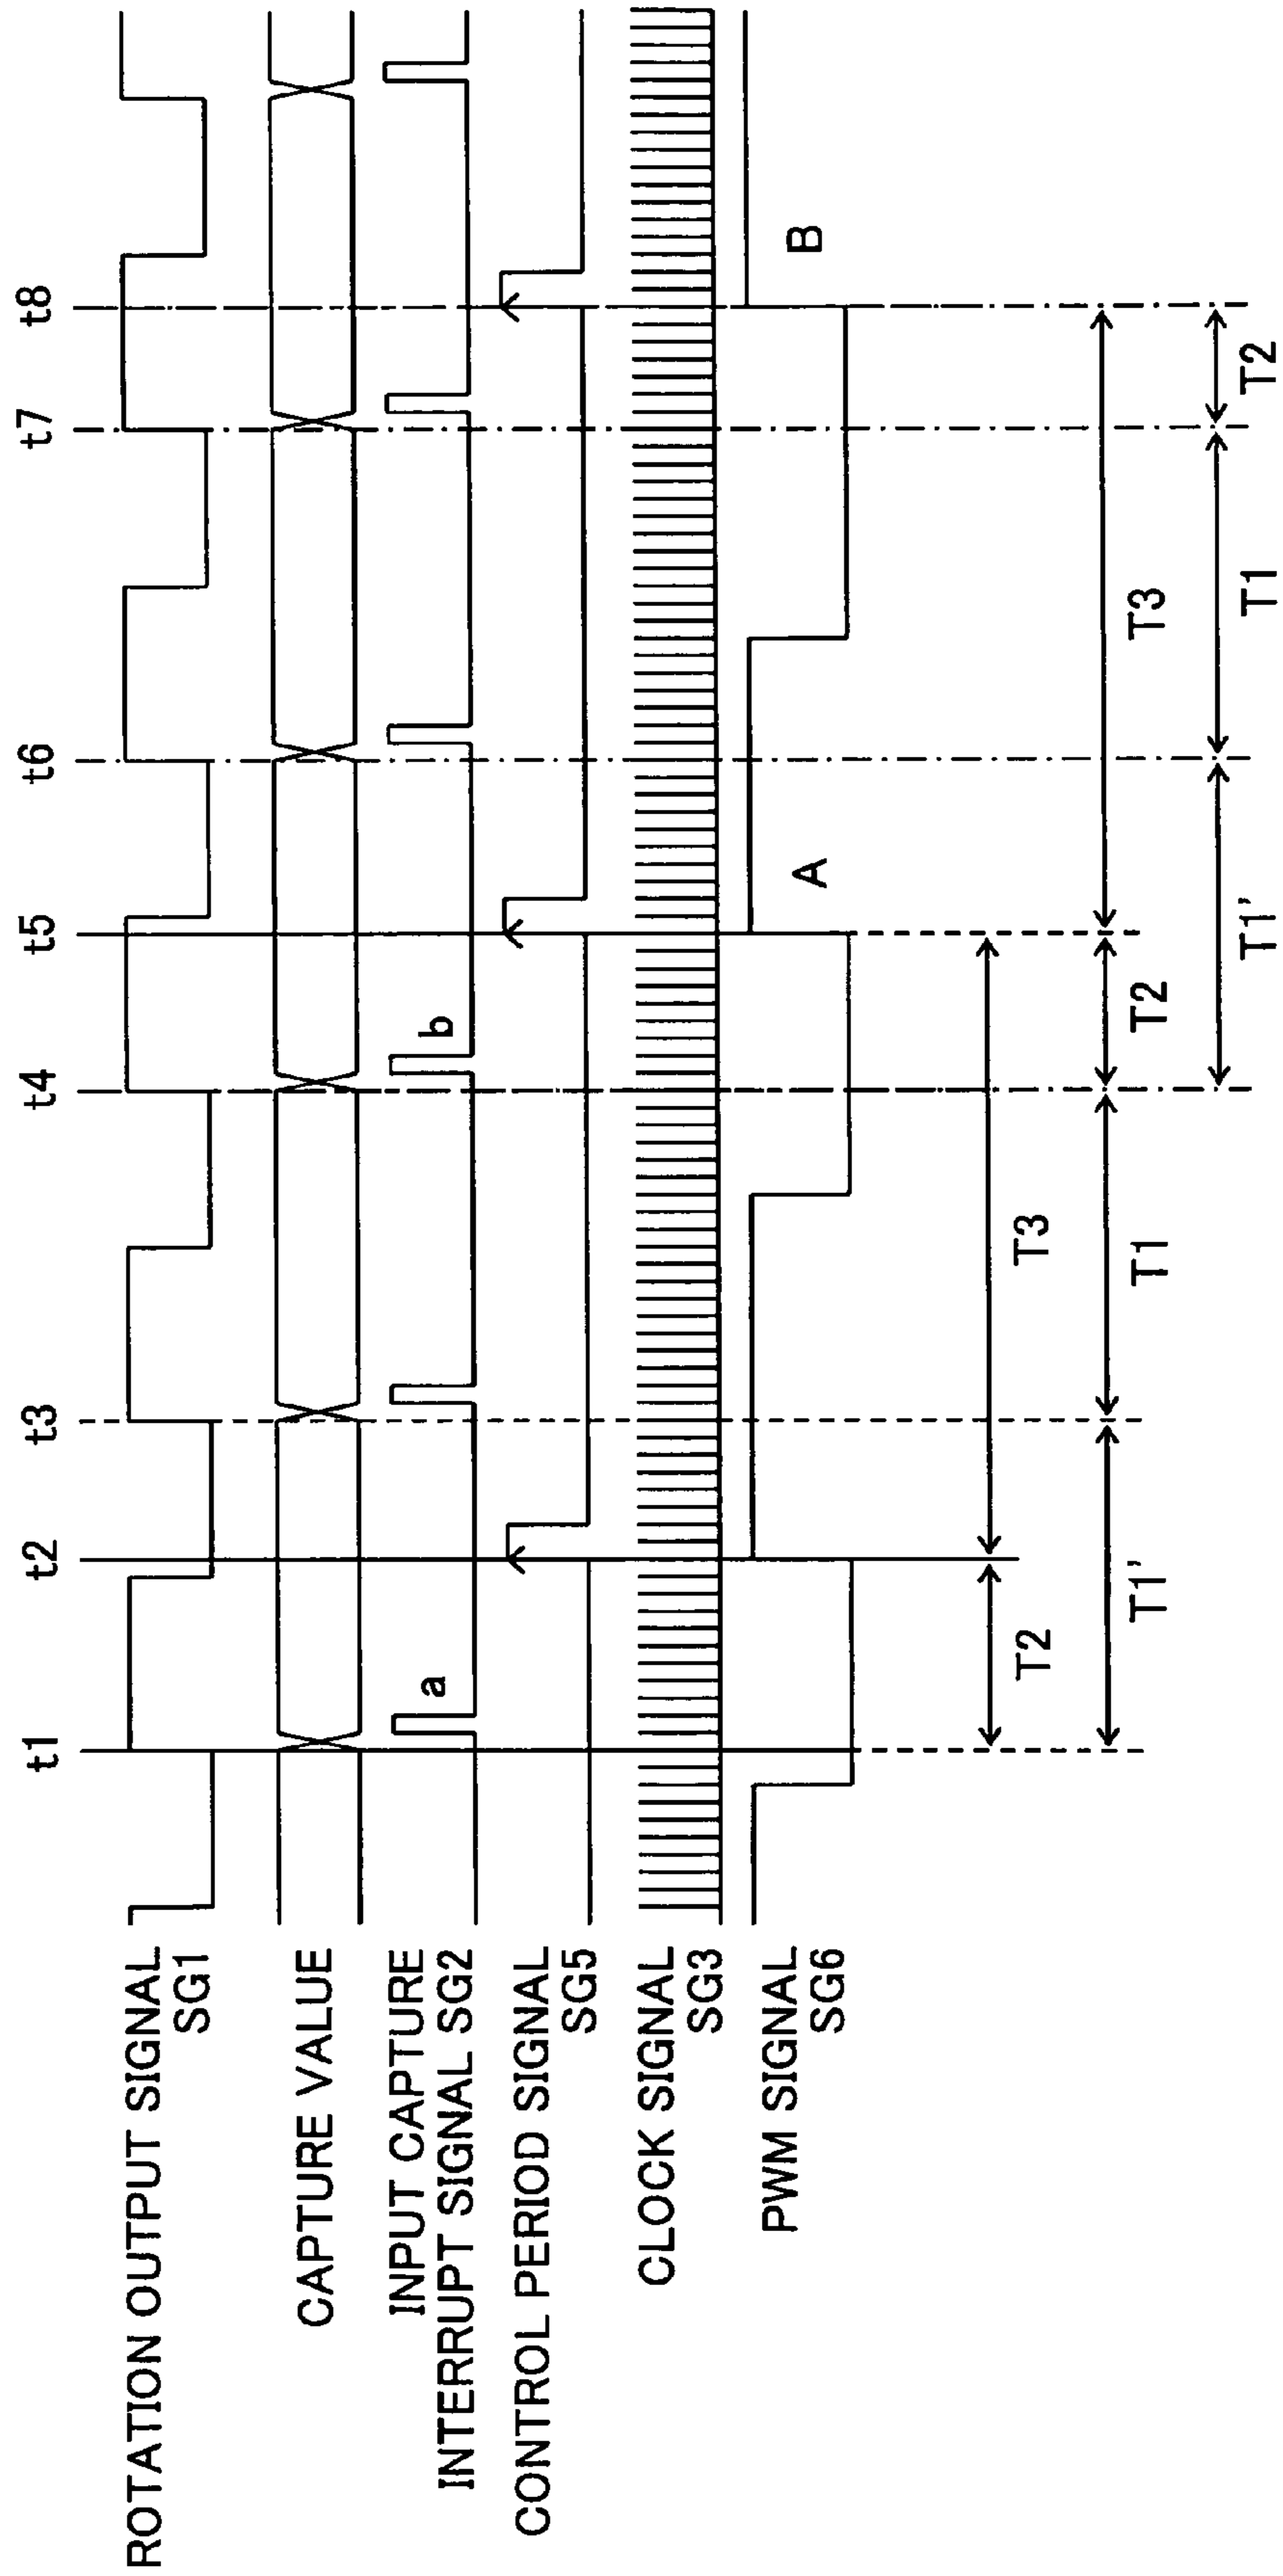 t1
t2
t3
t4
t5
t6
t7
t8
ROTATION OUTPUT SIGNAL
SG1
CAPTURE VALUE
INPUT CAPTURE
INTERRUPT SIGNAL SG2
a
b
CONTROL PERIOD SIGNAL
SG5
CLOCK SIGNAL
SG3
PWM SIGNAL
SG6
A
B
T2
T3
T1'
T1
T2
T3
T1'
T1
T2